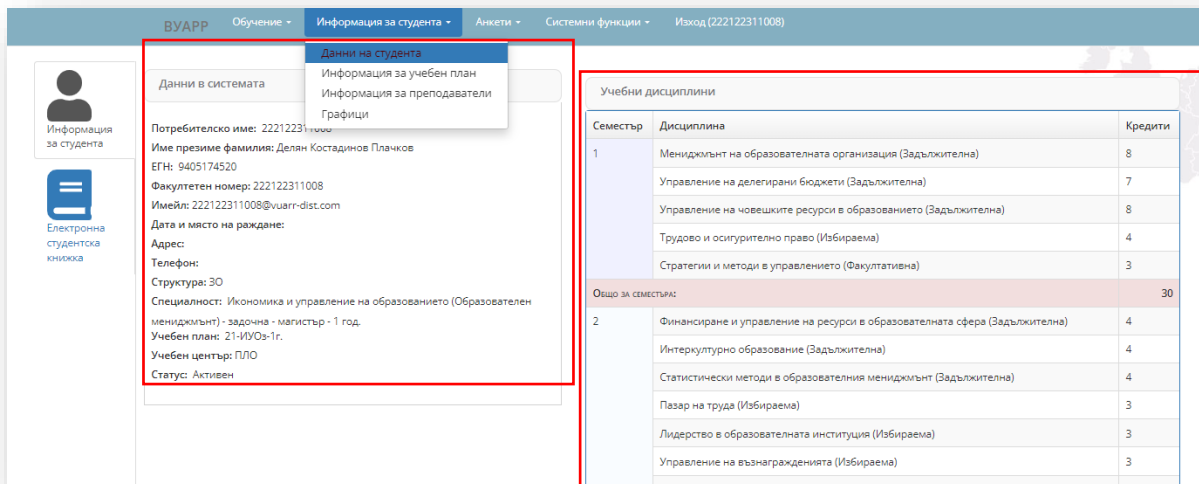 ВУАРР Обучение Информация за студента Анкети Системни функции Изход (222122311008)
Данни на студента
Информация за учебен план
Информация за преподаватели
Графици
Информация
за студента
Електронна
студентска
книжка
Данни в системата
Потребителско име: 222122311008
Име презиме фамилия: Делян Костадинов Плачков
ЕГН: 9405174520
Факултетен номер: 222122311008
Имейл: 222122311008@vuarr-dist.com
Дата и място на раждане:
Адрес:
Телефон:
Структура: ЗО
Специалност: Икономика и управление на образованието (Образователен
мениджмънт) - задочна - магистър - 1 год.
Учебен план: 21-ИУОз-1г.
Учебен център: ПЛО
Статус: Активен
Учебни дисциплини
Семестър Дисциплина Кредити
1 Мениджмънт на образователната организация (Задължителна) 8
Управление на делегирани бюджети (Задължителна) 7
Управление на човешките ресурси в образованието (Задължителна) 8
Трудово и осигурително право (Избираема) 4
Стратегии и методи в управлението (Факултативна) 3
Общо за семестъра: 30
2 Финансиране и управление на ресурси в образователната сфера (Задължителна) 4
Интеркултурно образование (Задължителна) 4
Статистически методи в образователния мениджмънт (Задължителна) 4
Пазар на труда (Избираема) 3
Лидерство в образователната институция (Избираема) 3
Управление на възнагражденията (Избираема) 3